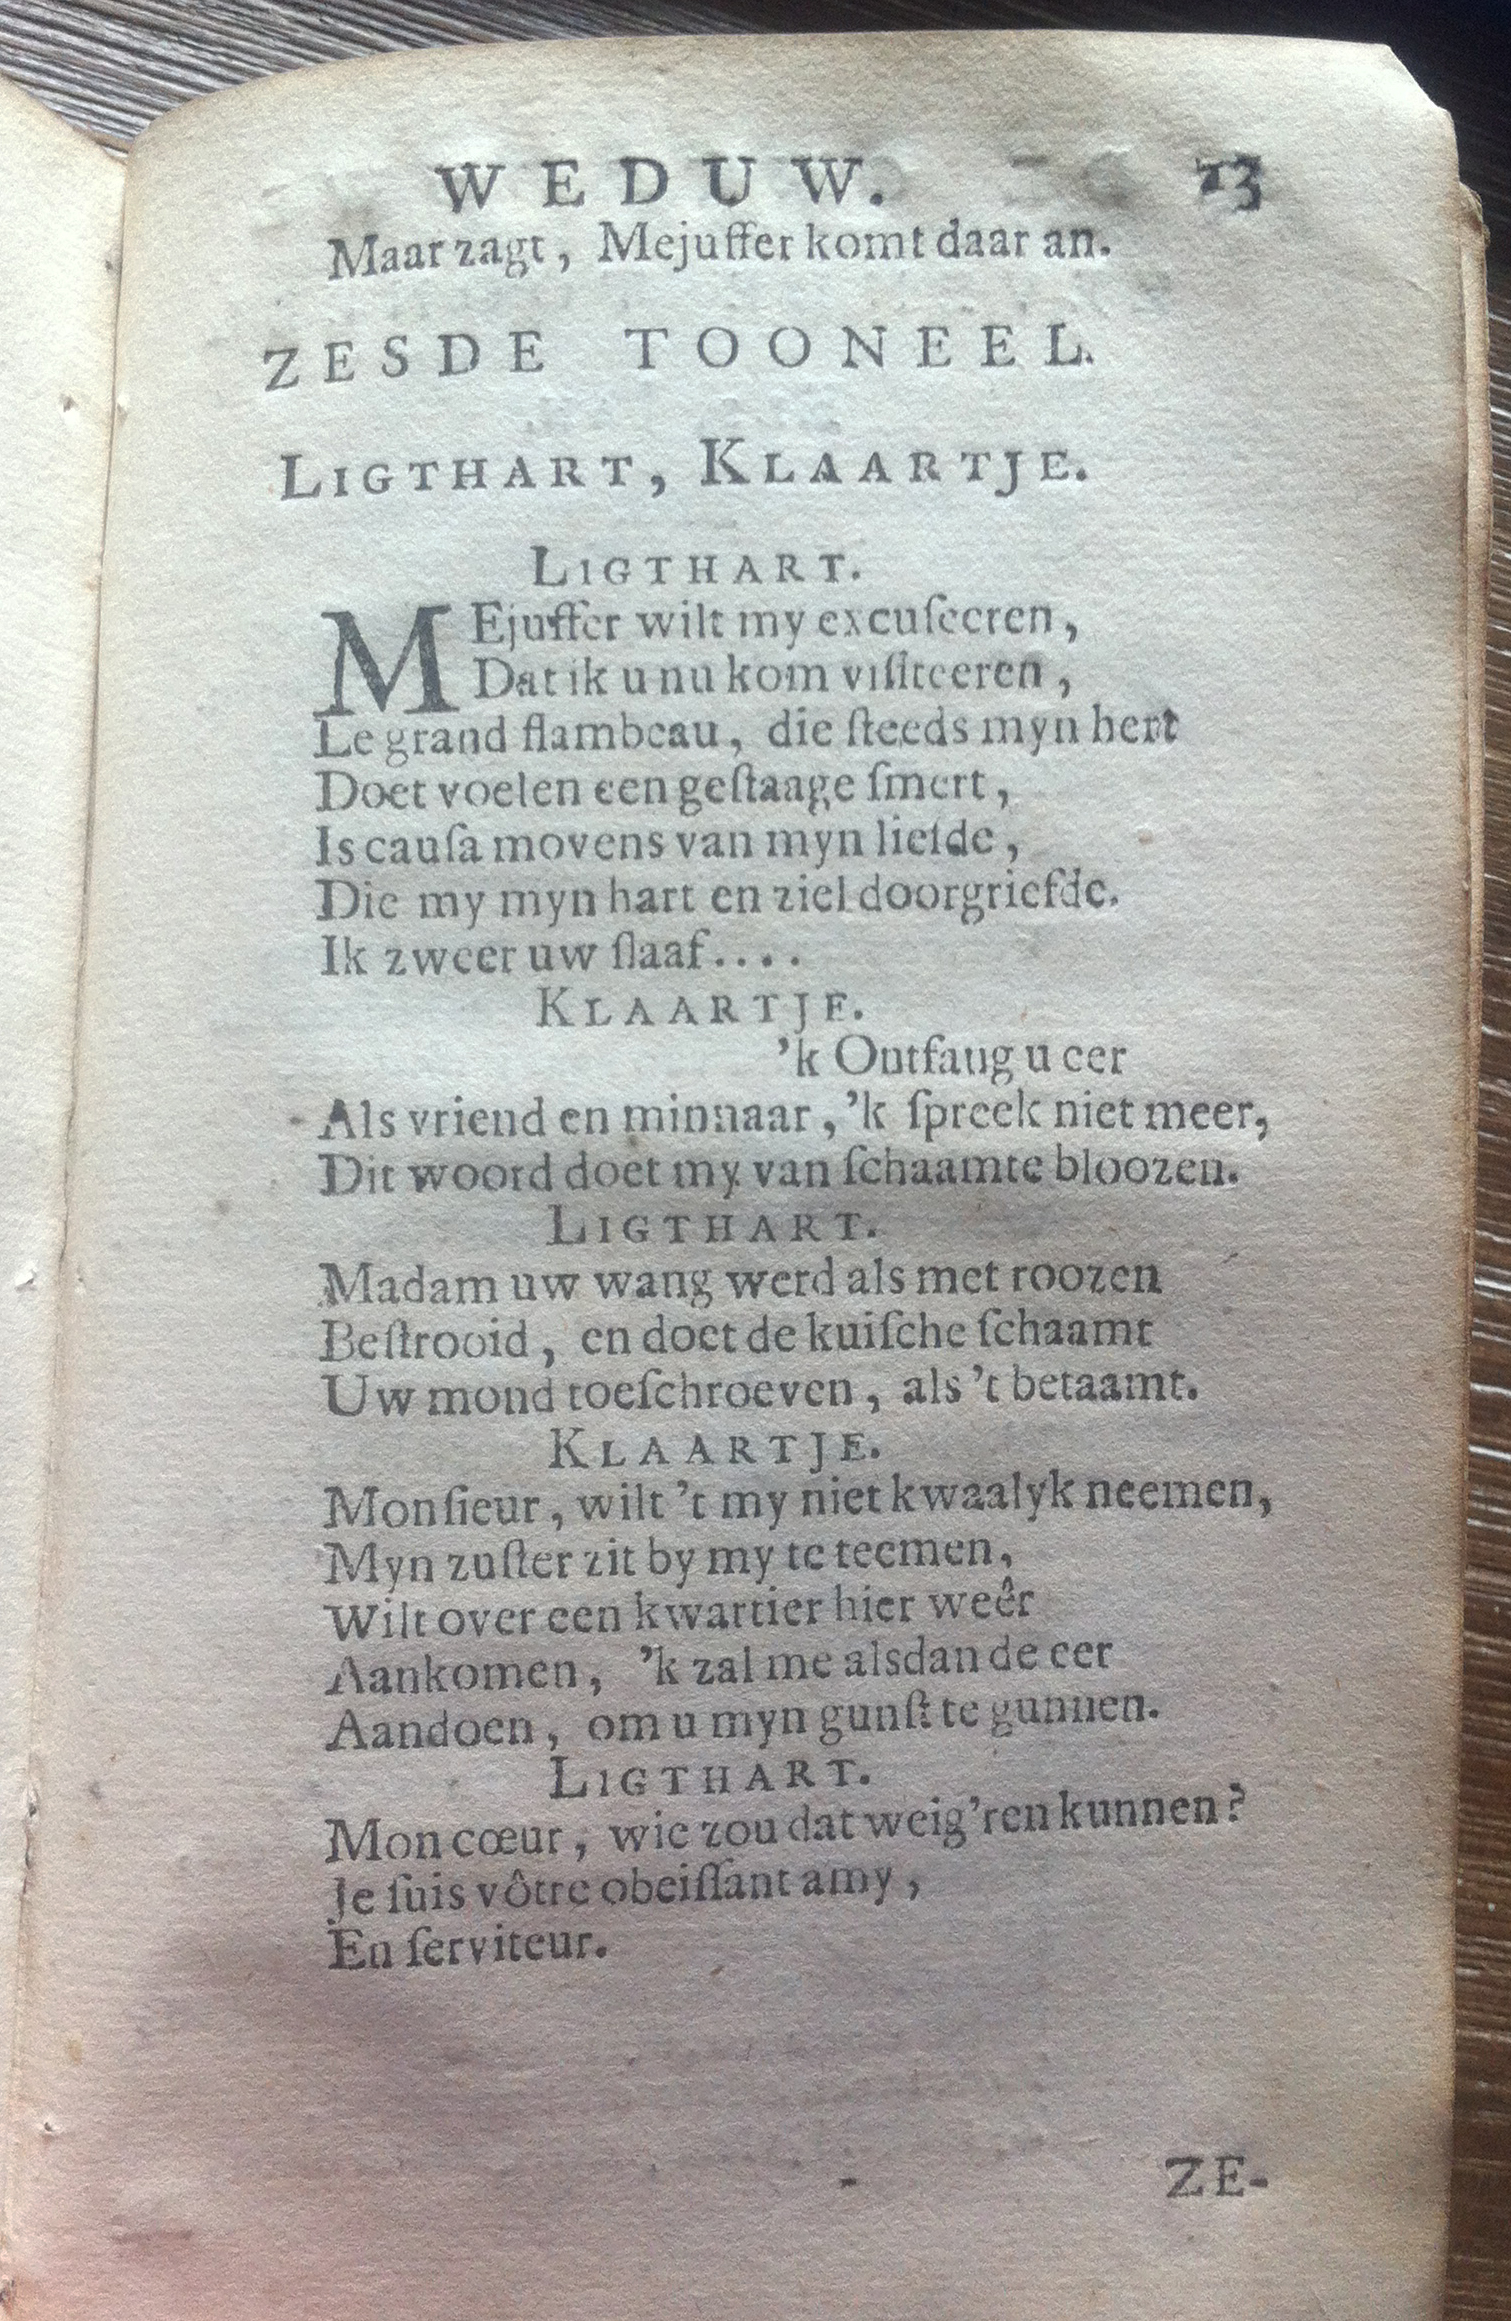 WEDUW. 23
Maar zagt, Mejuffer komt daar an.
ZESDE TOONEEL.
LIGTHART, KLAARTJE.
LIGTHART.
MEjuffer wilt my excuſeeren,
Dat ik u nu kom viſiteeren,
Le grand flambeau, die ſteeds myn hert
Doet voelen een geſtaage ſmert,
Is cauſa movens van myn liefde,
Die my myn hart en ziel doorgriefde.
Ik zweer uw ſlaaf....
KLAARTJE.
'k Ontfang u eer
Als vriend en minnaar, 'k ſpreek niet meer,
Dit woord doet my van ſchaamte bloozen.
LIGTHART.
Madam uw wang werd als met roozen
Beſtrooid, en doet de kuiſche ſchaamt
Uw mond toeſchroeven, als 't betaamt.
KLAARTJE.
Monſieur, wilt 't my niet kwaalyk neemen,
Myn zuſter zit by my te teemen,
Wilt over een kwartier hier weêr
Aankomen, 'k zal me alsdan de eer
Aandoen, om u myn gunſt te gunnen.
LIGTHART.
Mon cœur, wie zou dat weig'ren kunnen?
Je ſuis vôtre obeiſſant amy,
En ſerviteur.
ZE-